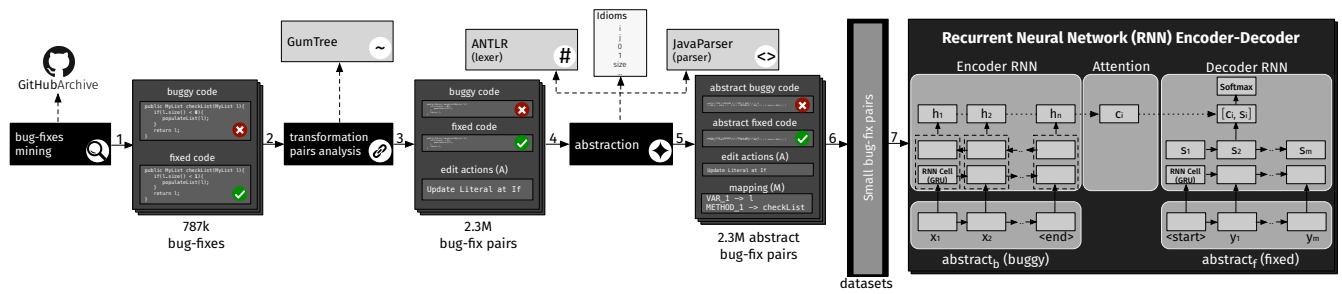 GitHubArchive
bug-fixes
mining
1
buggy code
public MyList checkList(MyList l){
if(l.size() < 0){
populateList(l);
}
return l;
}
fixed code
public MyList checkList(MyList l){
if(l.size() < 1){
populateList(l);
}
return l;
}
787k
bug-fixes
2
GumTree
~
transformation
pairs analysis
3
buggy code
fixed code
edit actions (A)
Update Literal at If
2.3M
bug-fix pairs
4
ANTLR
(lexer)
#
Idioms
i
j
0
1
size
...
JavaParser
(parser)
<>
abstraction
5
abstract buggy code
abstract fixed code
edit actions (A)
Update Literal at If
mapping (M)
VAR_1 -> l
METHOD_1 -> checkList
2.3M abstract
bug-fix pairs
6
Small bug-fix pairs
datasets
7
Recurrent Neural Network (RNN) Encoder-Decoder
Encoder RNN
Attention
Decoder RNN
Softmax
h1
h2
hn
ci
[ci, si]
s1
s2
sm
RNN Cell
(GRU)
RNN Cell
(GRU)
x1
x2
<end>
<start>
y1
ym
abstractb (buggy)
abstractf (fixed)